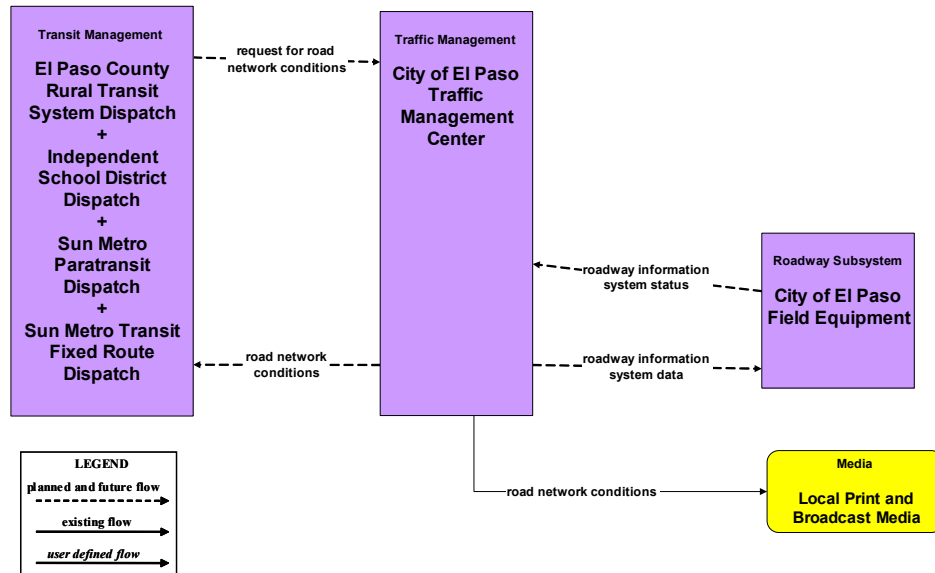 Transit Management
El Paso County
Rural Transit
System Dispatch
+
Independent
School District
Dispatch
+
Sun Metro
Paratransit
Dispatch
+
Sun Metro Transit
Fixed Route
Dispatch
request for road
network conditions
Traffic Management
City of El Paso
Traffic
Management
Center
roadway information
system status
Roadway Subsystem
City of El Paso
Field Equipment
road network
conditions
roadway information
system data
LEGEND
planned and future flow
existing flow
user defined flow
road network conditions
Media
Local Print and
Broadcast Media